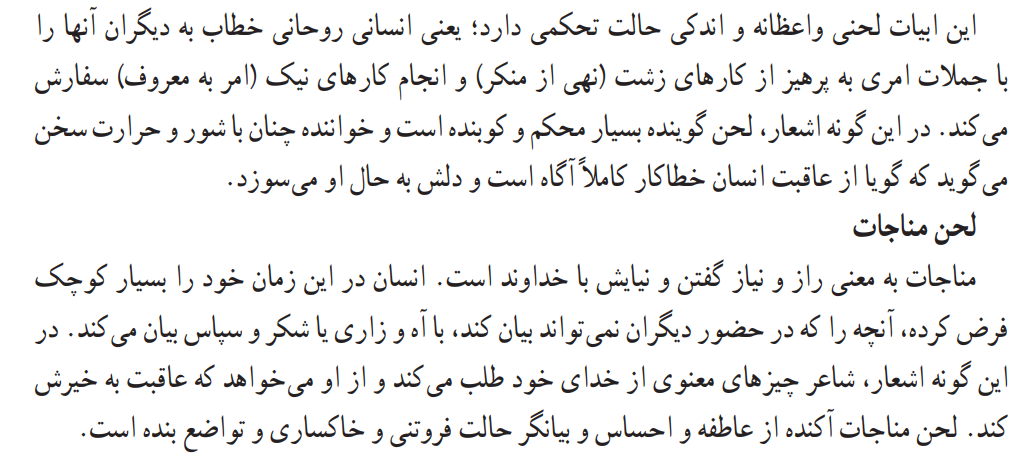 این ابیات لحنی واعظانه و اندکی حالت تحکمی دارد؛ یعنی انسانی روحانی خطاب به دیگران آنها را
با جملات امری به پرهیز از کارهای زشت (نهی از منکر) و انجام کارهای نیک (امر به معروف) سفارش
می‌کند. در این گونه اشعار، لحن گوینده بسیار محکم و کوبنده است و خواننده چنان با شور و حرارت سخن
می‌گوید که گویا از عاقبت انسان خطاکار کاملاً آگاه است و دلش به حال او می‌سوزد.
لحن مناجات
مناجات به معنی راز و نیاز گفتن و نیایش با خداوند است. انسان در این زمان خود را بسیار کوچک
فرض کرده، آنچه را که در حضور دیگران نمی‌تواند بیان کند، با آه و زاری یا شکر و سپاس بیان می‌کند. در
این گونه اشعار، شاعر چیزهای معنوی از خدای خود طلب می‌کند و از او می‌خواهد که عاقبت به خیرش
کند. لحن مناجات آکنده از عاطفه و احساس و بیانگر حالت فروتنی و خاکساری و تواضع بنده است.